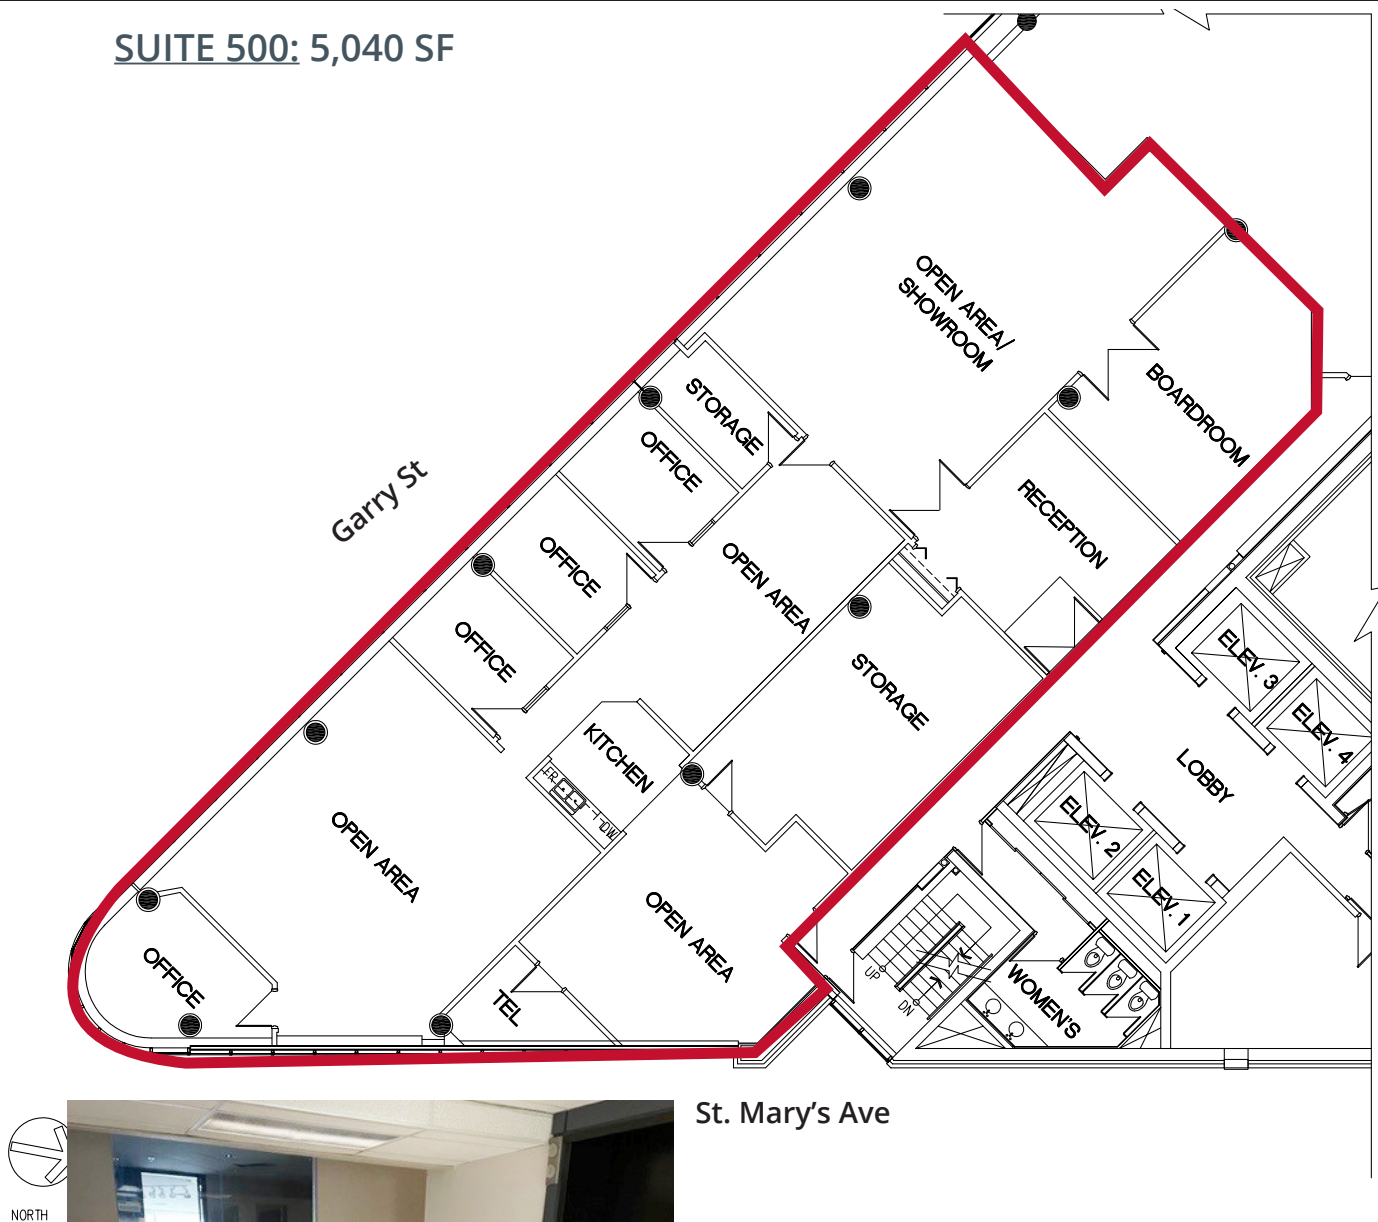 SUITE 500: 5,040 SF
OPEN AREA/
SHOWROOM
BOARDROOM
STORAGE
OFFICE
Garry St
RECEPTION
OFFICE
OPEN AREA
OFFICE
STORAGE
ELEV. 3
ELEV. 4
KITCHEN
LOBBY
FR.
DW
ELEV. 2
OPEN AREA
ELEV. 1
OPEN AREA
OFFICE
UP
DN
WOMEN'S
TEL
St. Mary's Ave
NORTH